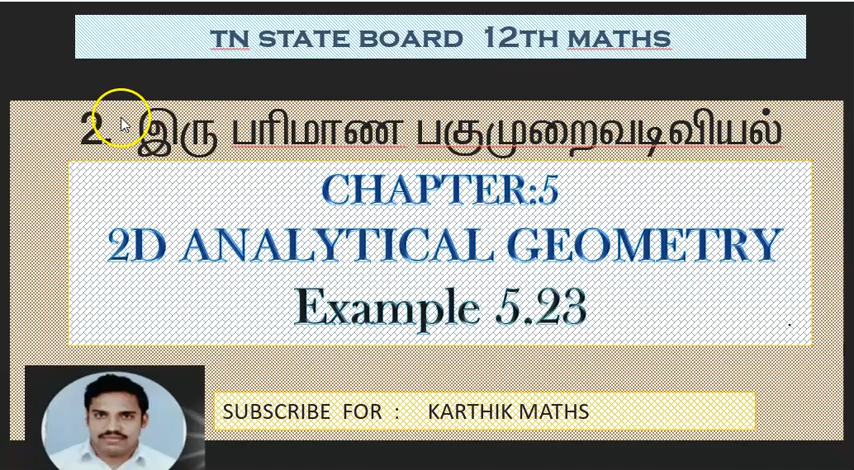 TN STATE BOARD 12TH MATHS
2. இரு பரிமாண பகுமுறைவடிவியல்
CHAPTER:5
2D ANALYTICAL GEOMETRY
Example 5.23
SUBSCRIBE FOR : KARTHIK MATHS